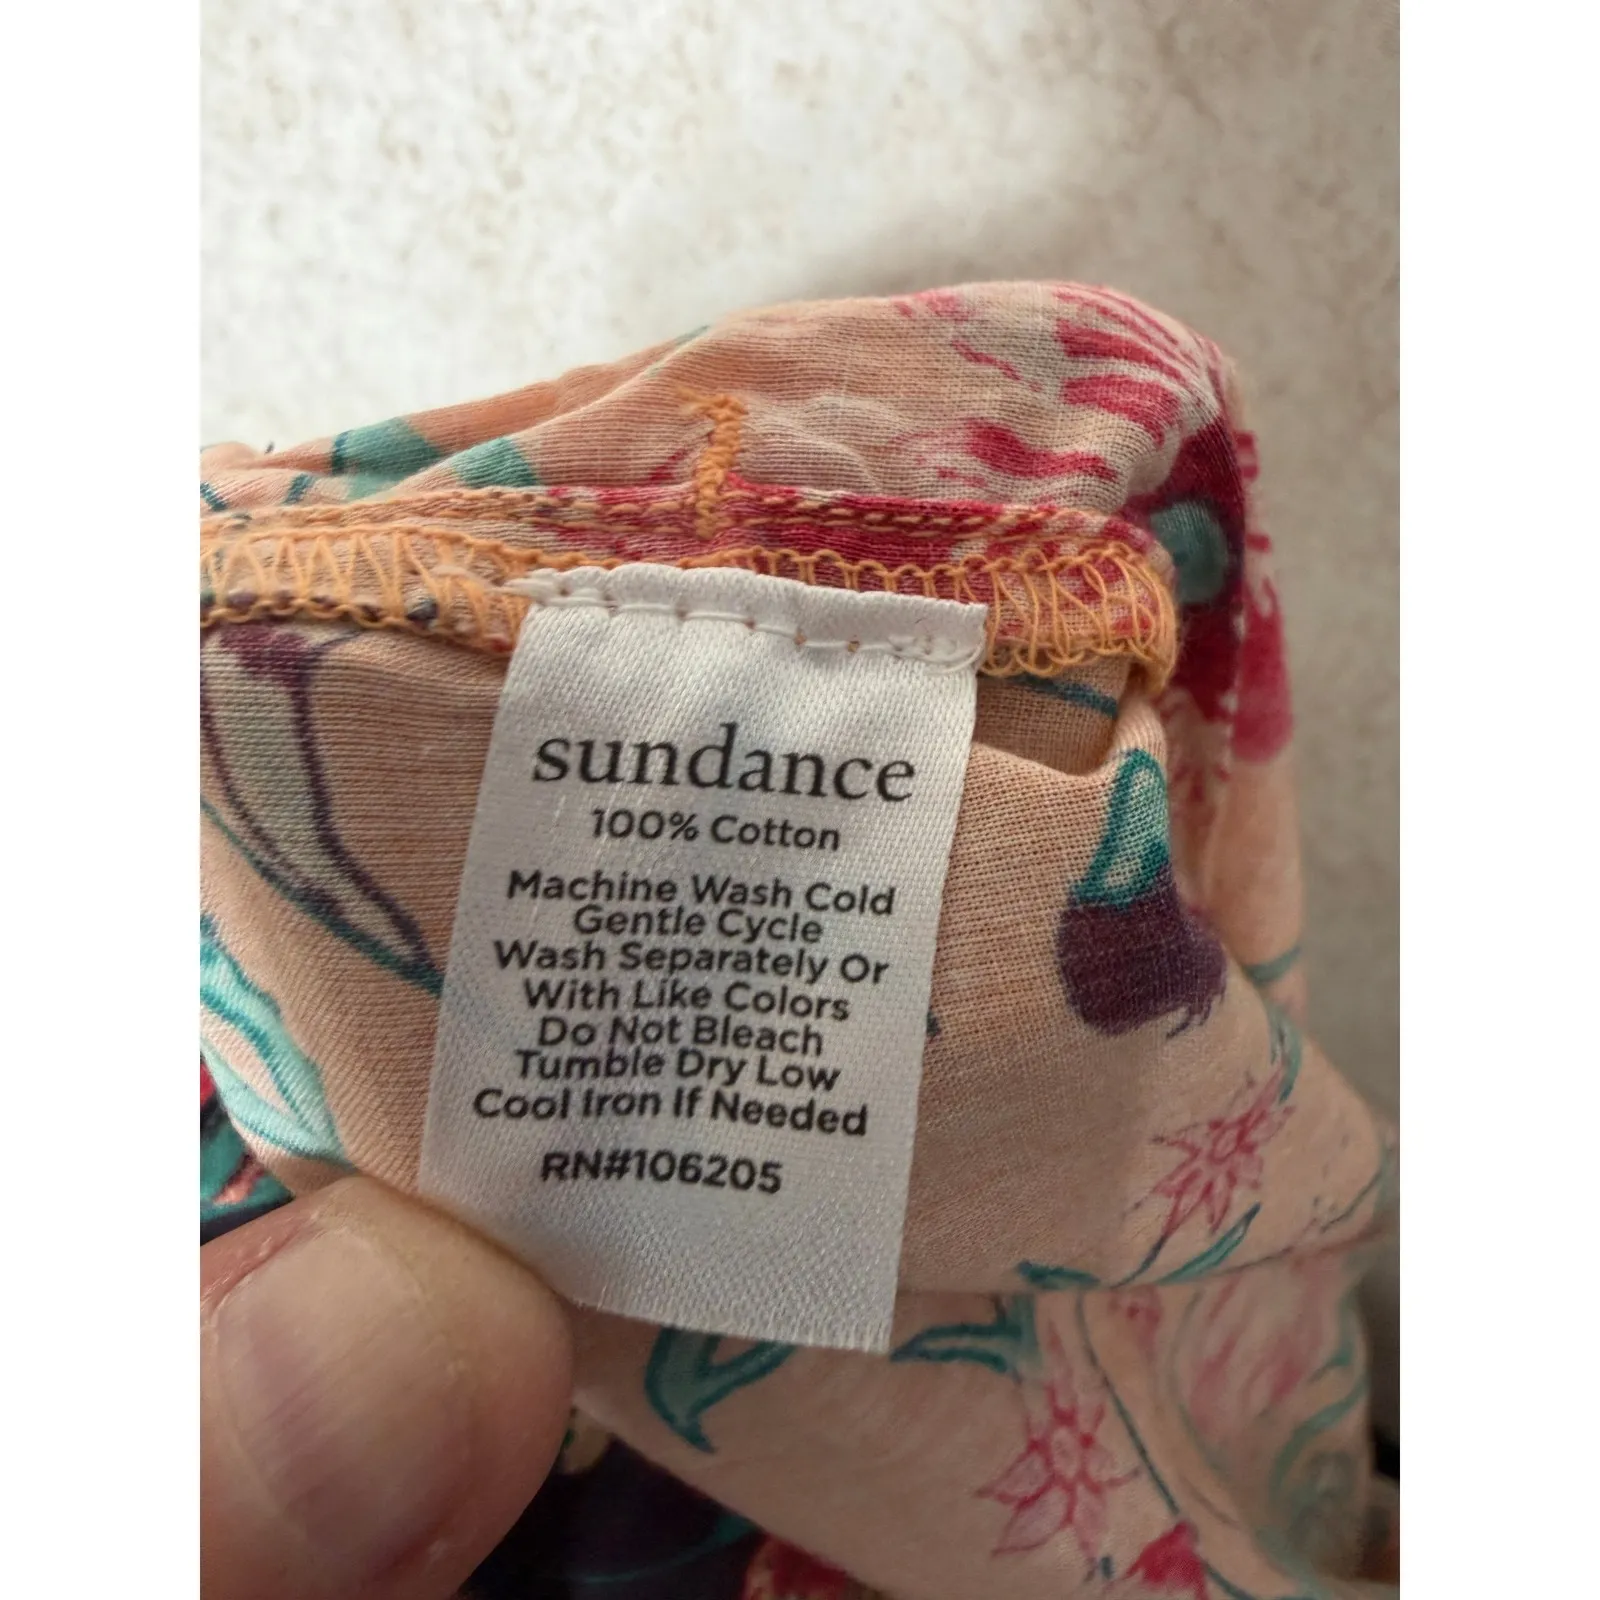 sundance
100% Cotton
Machine Wash Cold
Gentle Cycle
Wash Separately Or
With Like Colors
Do Not Bleach
Tumble Dry Low
Cool Iron If Needed
RN#106205